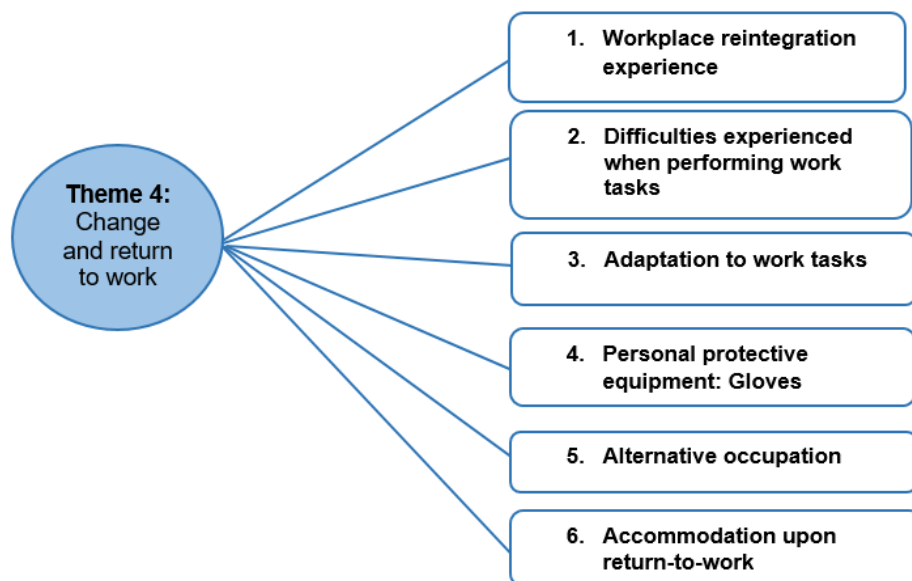 Theme 4:
Change
and return
to work
1. Workplace reintegration
experience
2. Difficulties experienced
when performing work
tasks
3. Adaptation to work tasks
4. Personal protective
equipment: Gloves
5. Alternative occupation
6. Accommodation upon
return-to-work